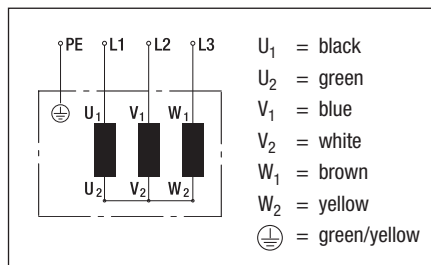 PE L1 L2 L3
U₁ V₁ W₁
U₂ V₂ W₂
U₁ = black
U₂ = green
V₁ = blue
V₂ = white
W₁ = brown
W₂ = yellow
⏚ = green/yellow